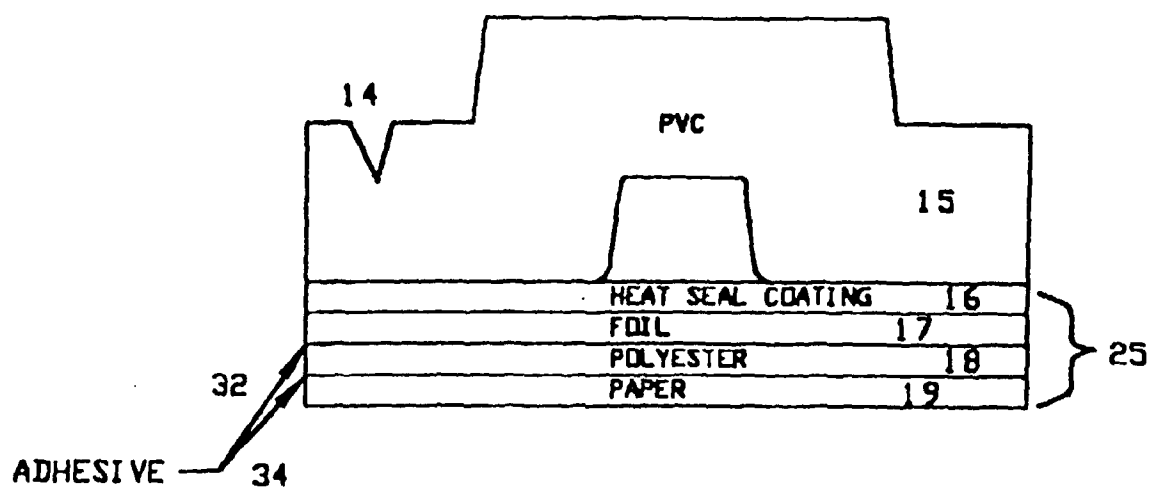 14
PVC
15
HEAT SEAL COATING 16
FOIL 17
POLYESTER 18
PAPER 19
25
32
ADHESIVE 34